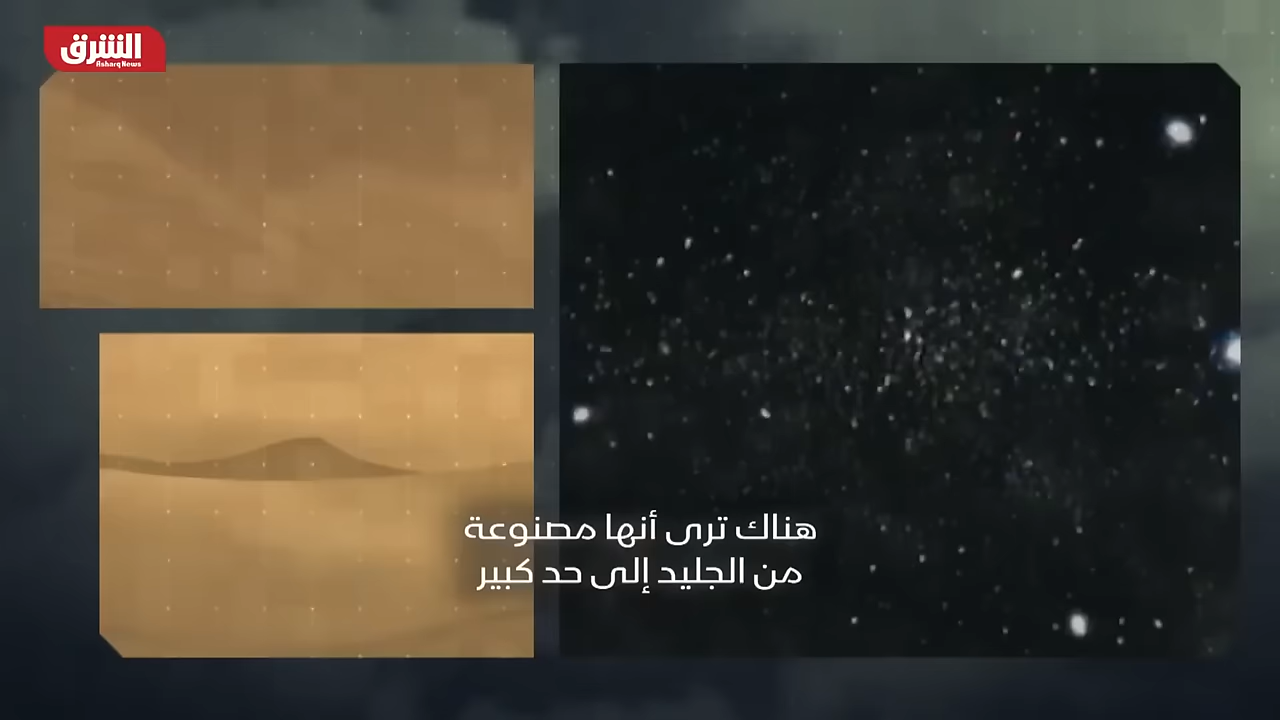 الشرق
Asharq News
هناك ترى أنها مصنوعة
من الجليد إلى حد كبير